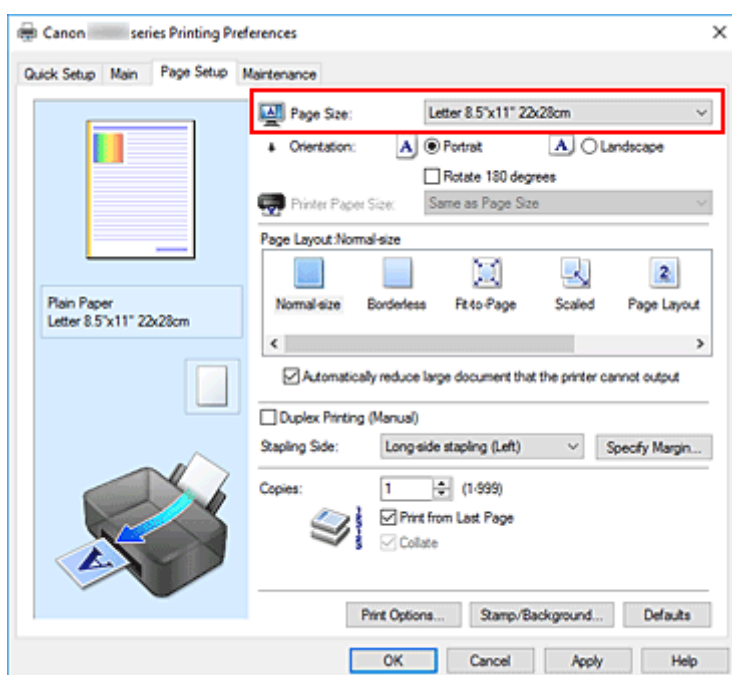 Canon series Printing Preferences
Quick Setup Main Page Setup Maintenance
Page Size: Letter 8.5"x11" 22x28cm
Orientation: A Portrait A Landscape
Rotate 180 degrees
Printer Paper Size: Same as Page Size
Page Layout:Normal-size
Normal-size Borderless Fit-to-Page Scaled 2 Page Layout
Plain Paper
Letter 8.5"x11" 22x28cm
Automatically reduce large document that the printer cannot output
Duplex Printing (Manual)
Stapling Side: Long-side stapling (Left) Specify Margin...
Copies: 1 (1-999)
Print from Last Page
Collate
A
Print Options... Stamp/Background... Defaults
OK Cancel Apply Help